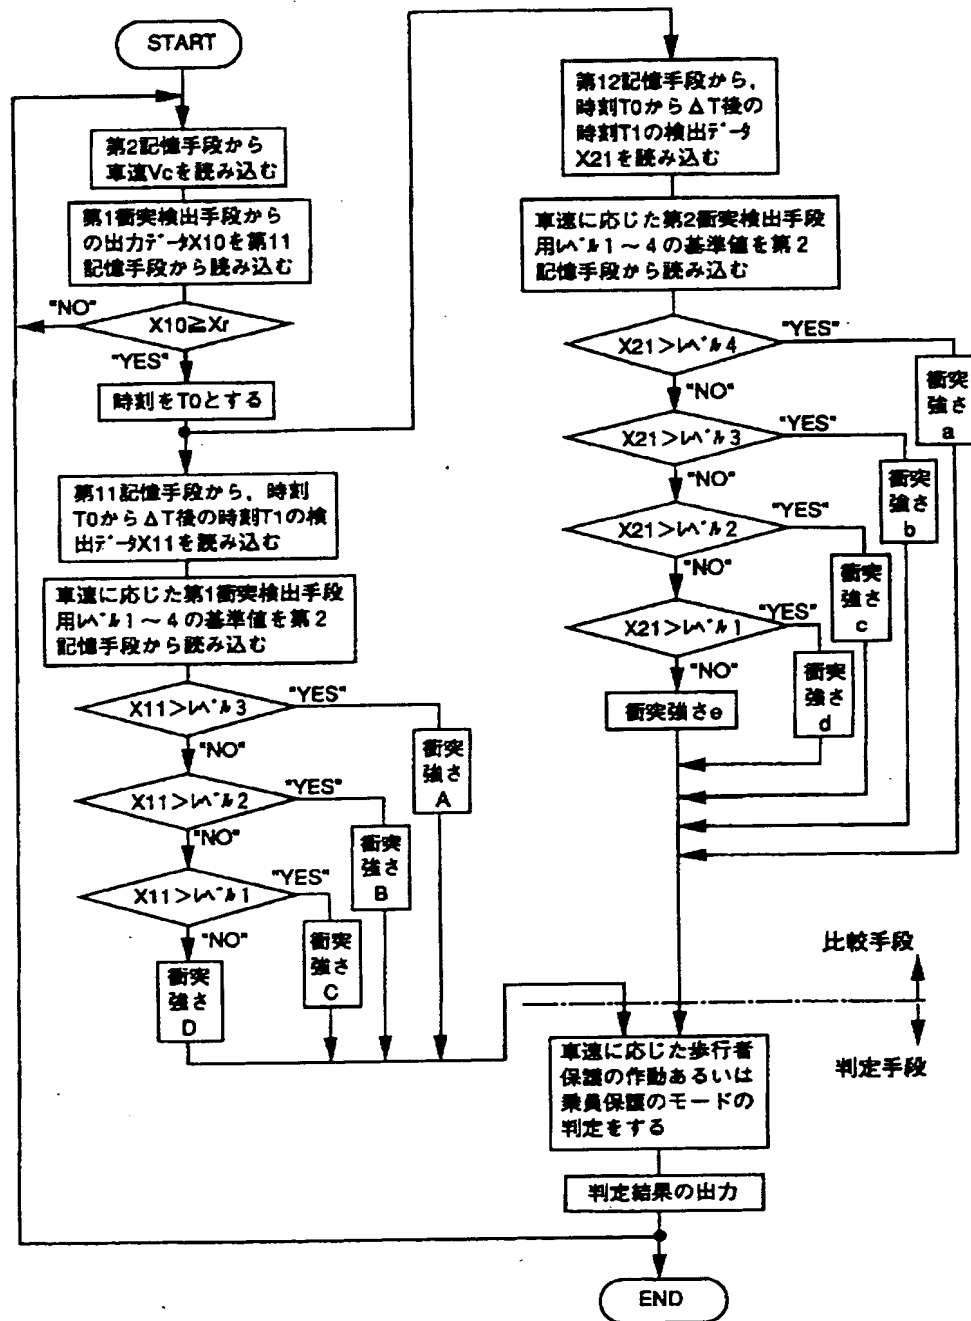 START
第2記憶手段から
車速Vcを読み込む
第1衝突検出手段から
の出力データX10を第11
記憶手段から読み込む
"NO"
X10≧Xr
"YES"
時刻をT0とする
第11記憶手段から，時刻
T0からΔT後の時刻T1の検
出データX11を読み込む
車速に応じた第1衝突検出手段
用レベル1～4の基準値を第2
記憶手段から読み込む
X11>レベル3
"YES"
"NO"
衝突
強さ
A
X11>レベル2
"YES"
"NO"
衝突
強さ
B
X11>レベル1
"YES"
"NO"
衝突
強さ
C
衝突
強さ
D
第12記憶手段から，
時刻T0からΔT後の
時刻T1の検出データ
X21を読み込む
車速に応じた第2衝突検出手段
用レベル1～4の基準値を第2
記憶手段から読み込む
X21>レベル4
"YES"
"NO"
衝突
強さ
a
X21>レベル3
"YES"
"NO"
衝突
強さ
b
X21>レベル2
"YES"
"NO"
衝突
強さ
c
X21>レベル1
"YES"
"NO"
衝突
強さ
d
衝突強さe
比較手段
判定手段
車速に応じた歩行者
保護の作動あるいは
乗員保護のモードの
判定をする
判定結果の出力
END